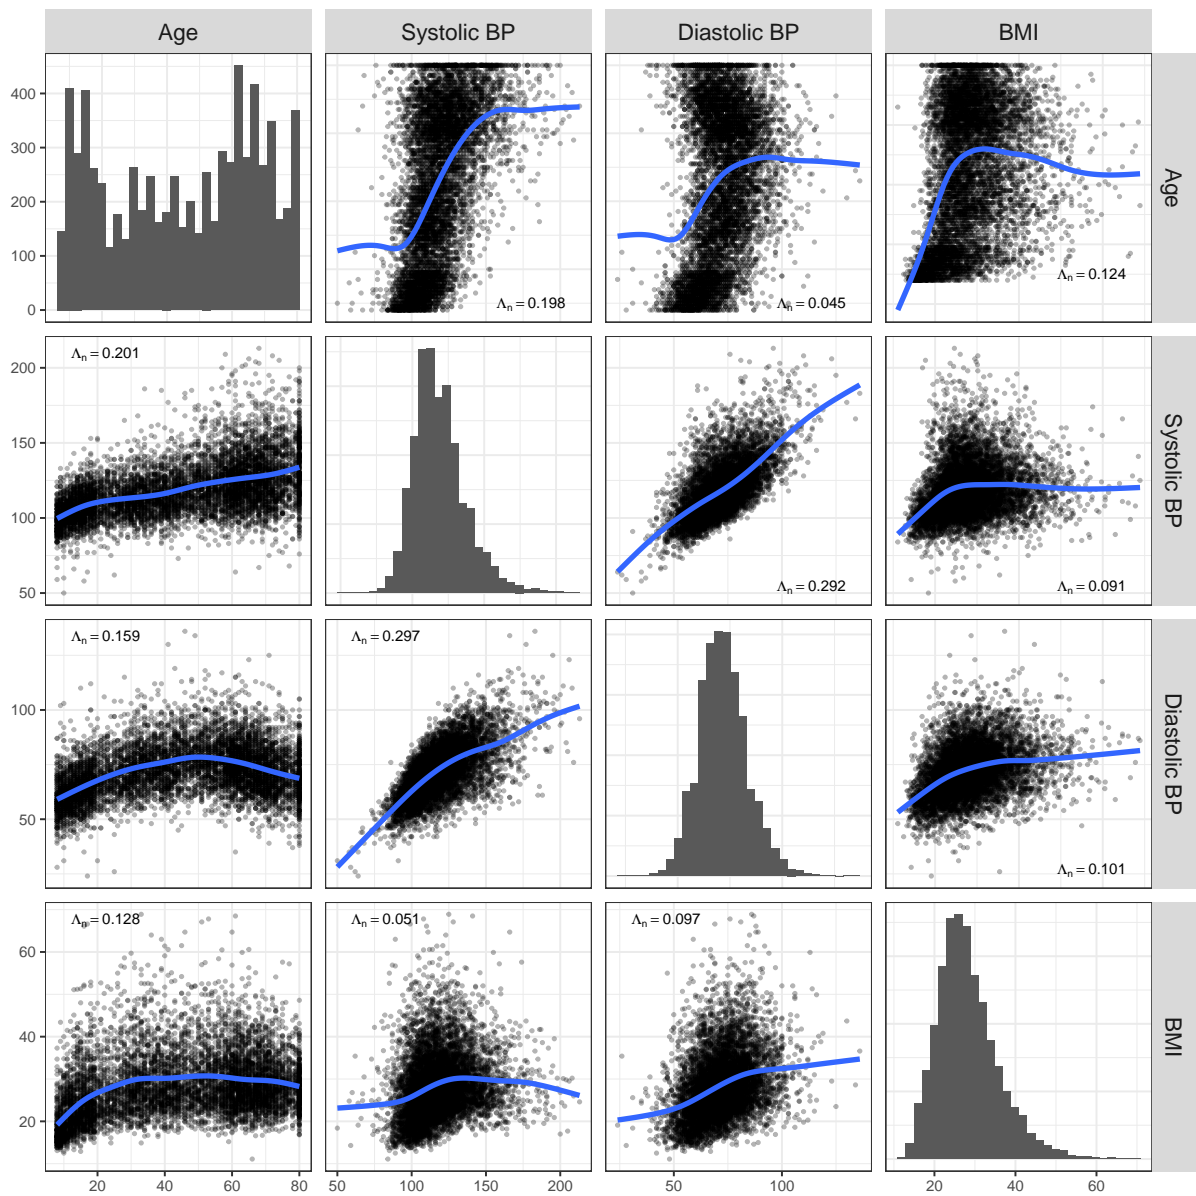 Age Systolic BP Diastolic BP BMI
400
300
200
100
0
Λn = 0.198
Λn = 0.045
Λn = 0.124
Age
200
150
100
50
Λn = 0.201
Λn = 0.292
Λn = 0.091
Systolic BP
100
50
Λn = 0.159
Λn = 0.297
Λn = 0.101
Diastolic BP
60
40
20
Λn = 0.128
Λn = 0.051
Λn = 0.097
BMI
20 40 60 80 50 100 150 200 50 100 20 40 60